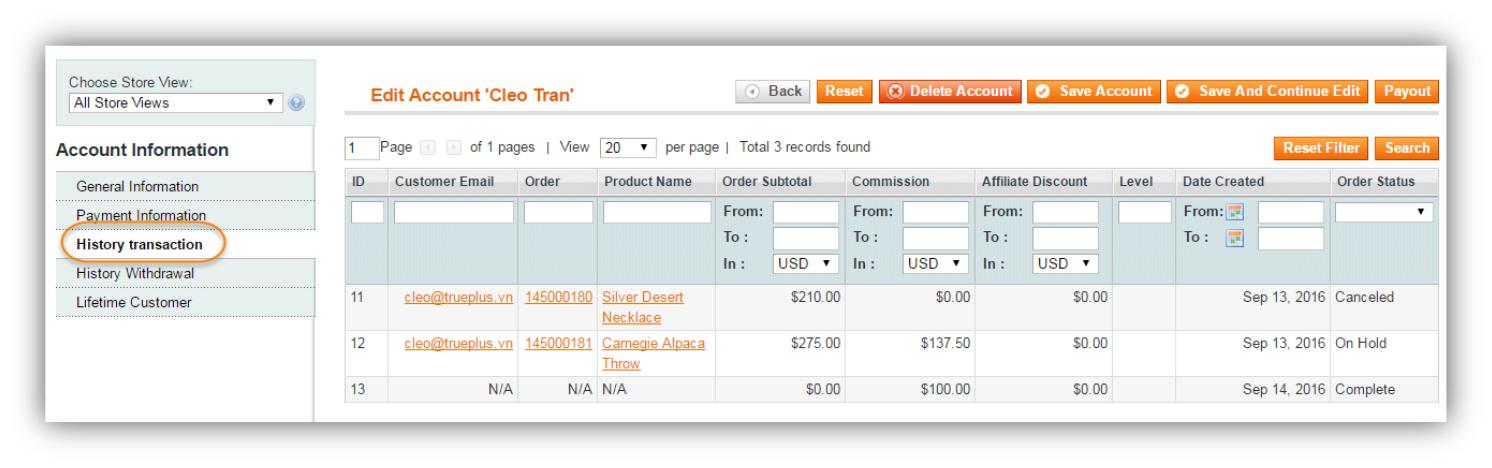 Choose Store View:
All Store Views
Account Information
General Information
Payment Information
History transaction
History Withdrawal
Lifetime Customer
Edit Account 'Cleo Tran'
Back Reset Delete Account Save Account Save And Continue Edit Payout
1 Page of 1 pages | View 20 per page | Total 3 records found
Reset Filter Search
ID Customer Email Order Product Name Order Subtotal Commission Affiliate Discount Level Date Created Order Status
From: From: From: From:
To : To : To : To :
In : USD In : USD In : USD
11 cleo@trueplus.vn 145000180 Silver Desert $210.00 $0.00 $0.00 Sep 13, 2016 Canceled
Necklace
12 cleo@trueplus.vn 145000181 Carnegie Alpaca $275.00 $137.50 $0.00 Sep 13, 2016 On Hold
Throw
13 N/A N/A N/A $0.00 $100.00 $0.00 Sep 14, 2016 Complete